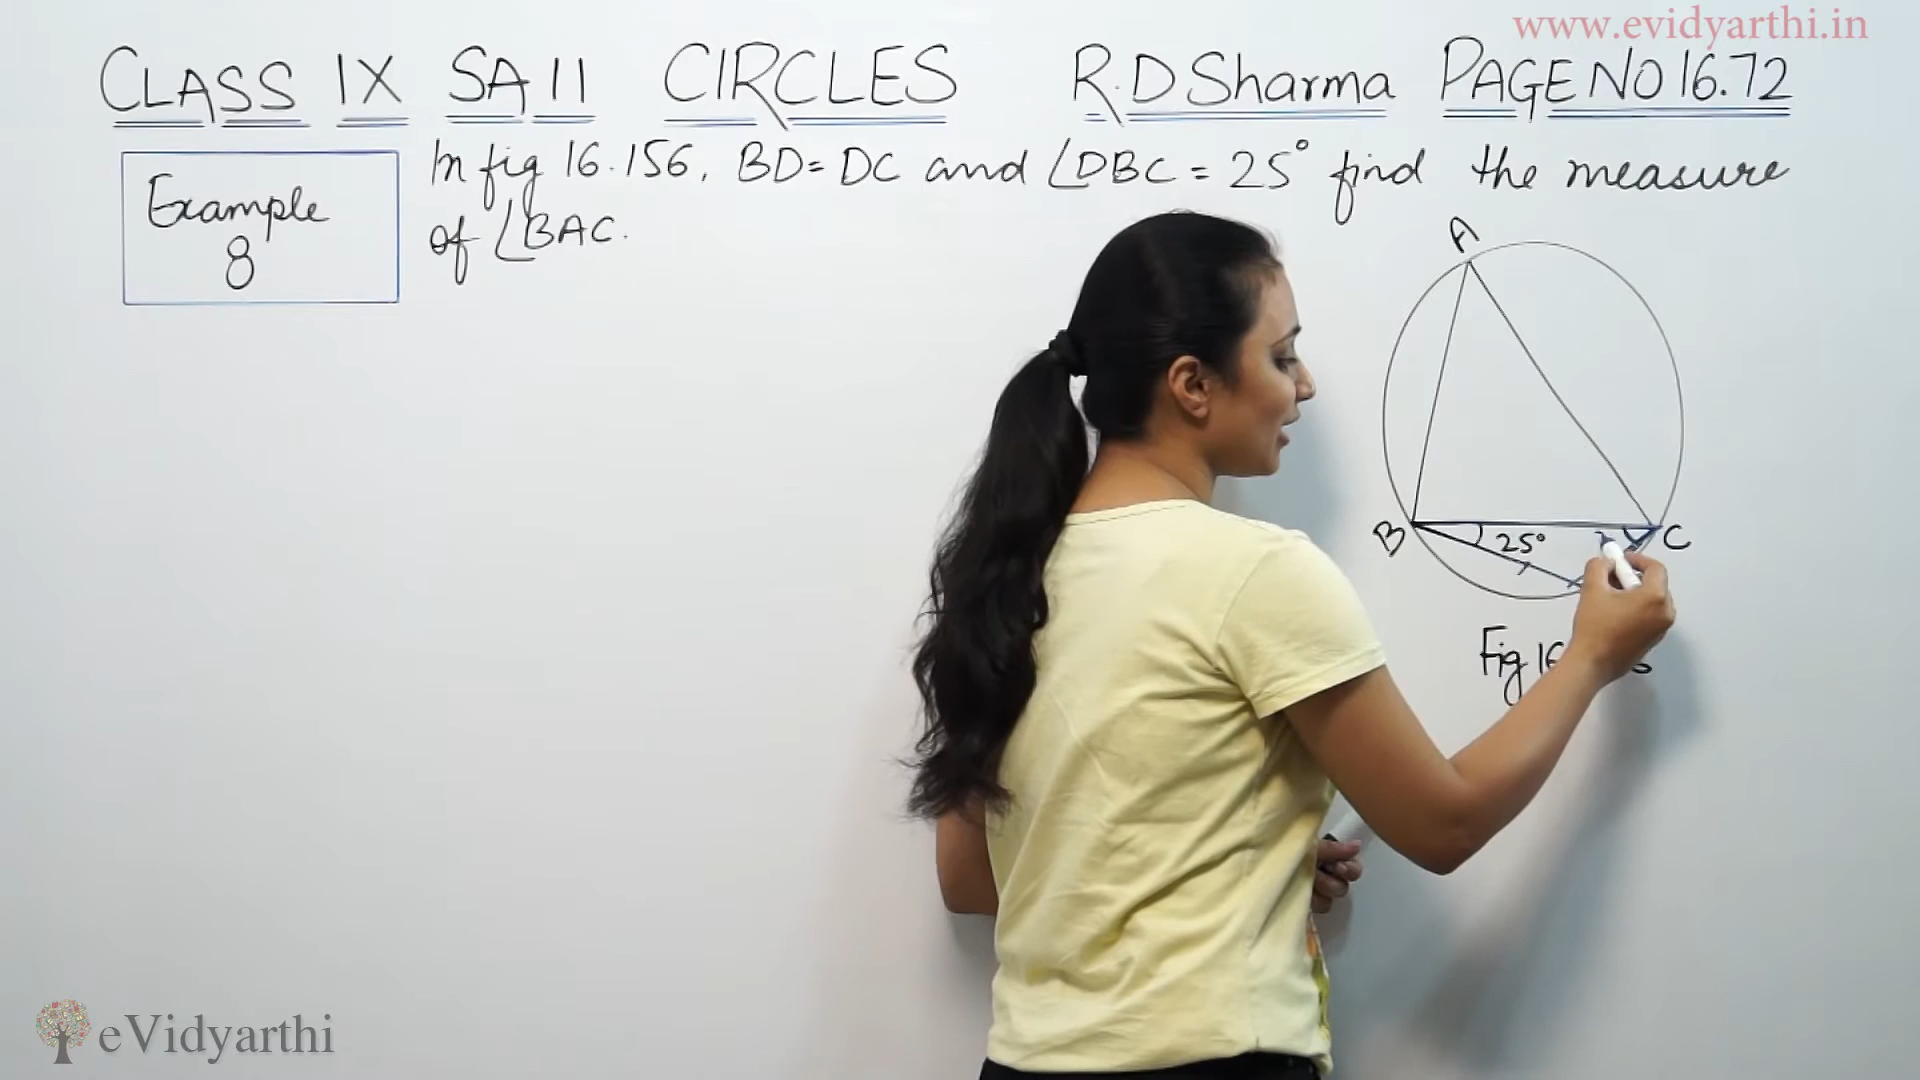 www.evidyarthi.in
CLASS IX SA II CIRCLES R.D Sharma PAGE NO 16.72
Example
8
In fig 16.156, BD = DC and ∠DBC = 25° find the measure
of ∠BAC.
A
B
25°
C
Fig
eVidyarthi